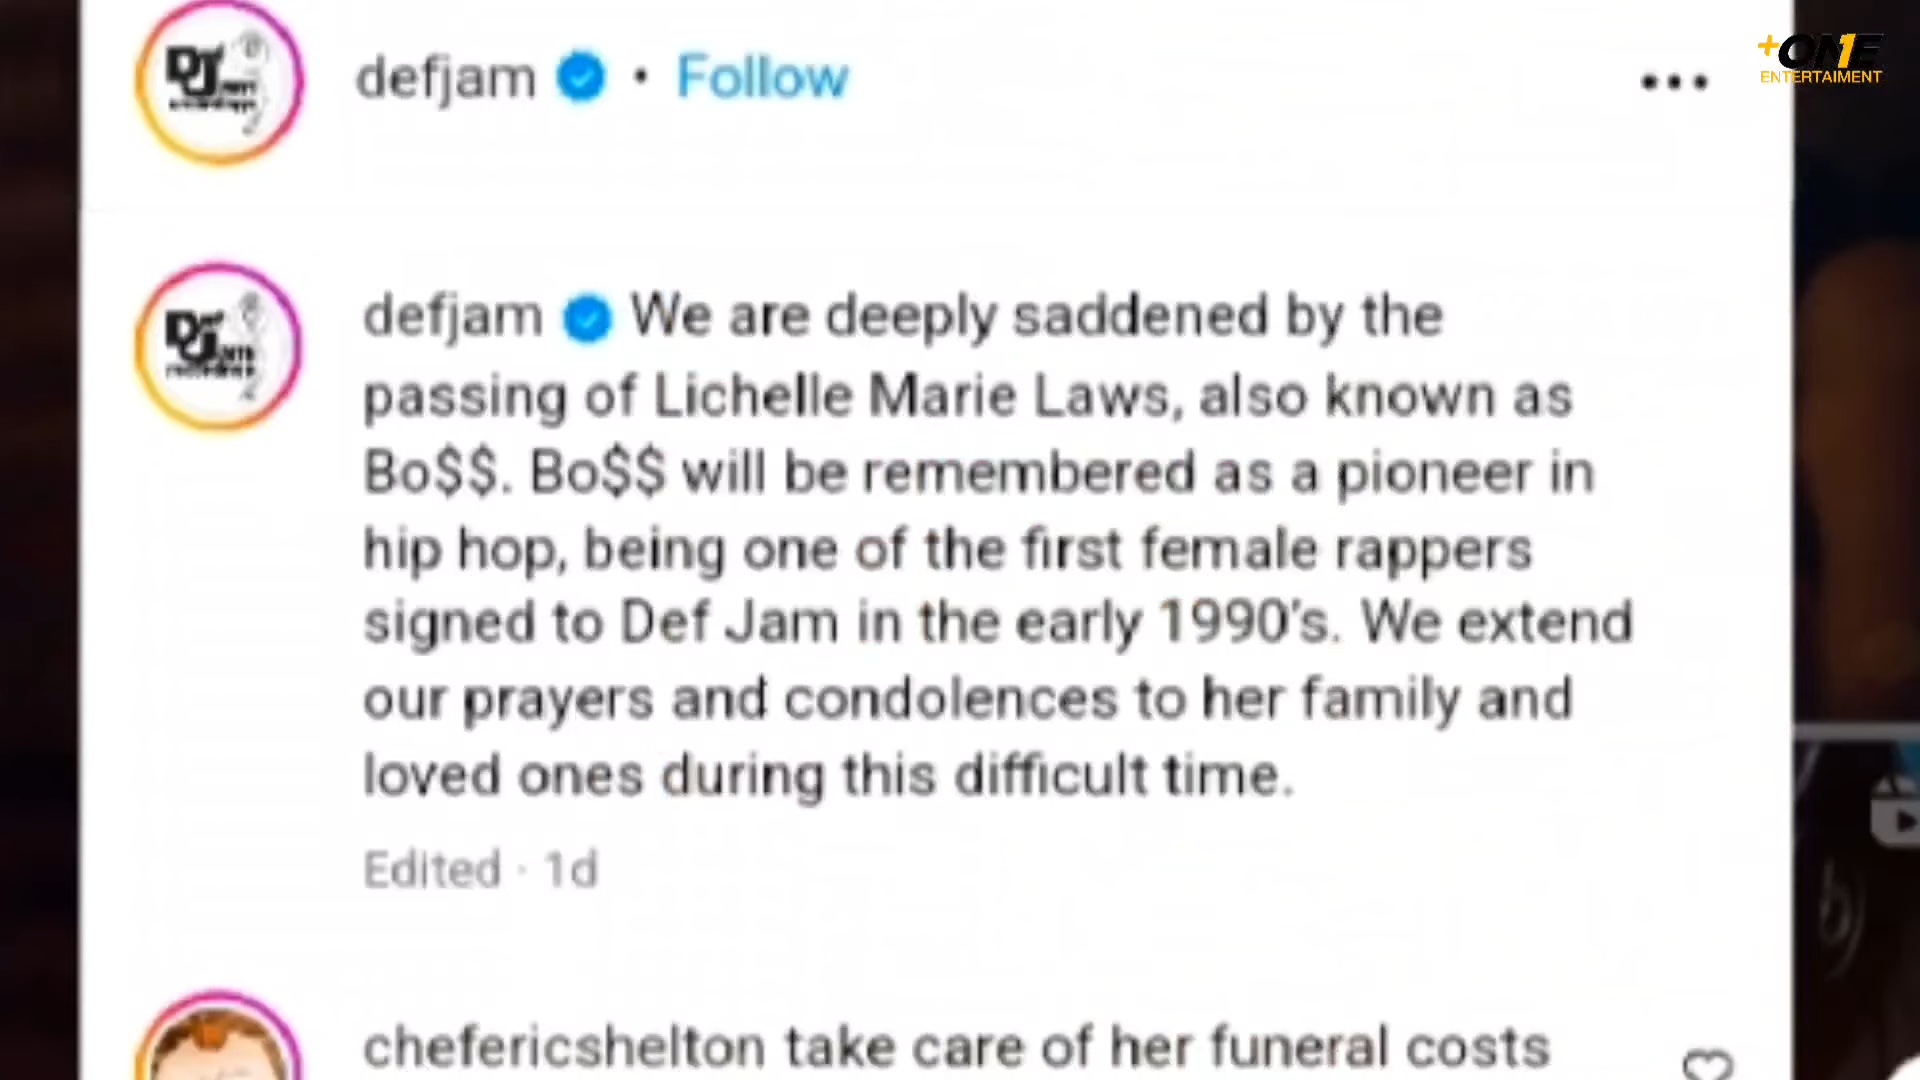 defjam • Follow
+ONE
ENTERTAIMENT
defjam We are deeply saddened by the
passing of Lichelle Marie Laws, also known as
Bo$$. Bo$$ will be remembered as a pioneer in
hip hop, being one of the first female rappers
signed to Def Jam in the early 1990's. We extend
our prayers and condolences to her family and
loved ones during this difficult time.
Edited · 1d
chefericshelton take care of her funeral costs